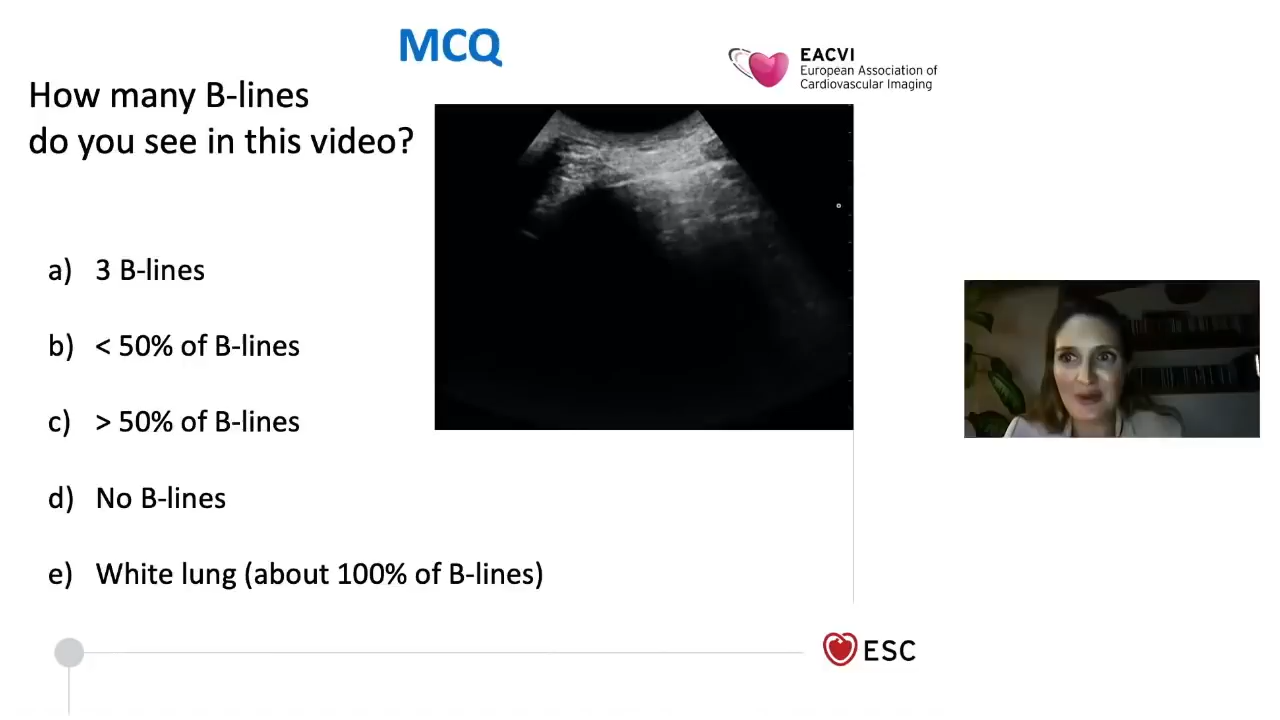 MCQ
EACVI
European Association of
Cardiovascular Imaging
How many B-lines
do you see in this video?
a) 3 B-lines
b) < 50% of B-lines
c) > 50% of B-lines
d) No B-lines
e) White lung (about 100% of B-lines)
ESC